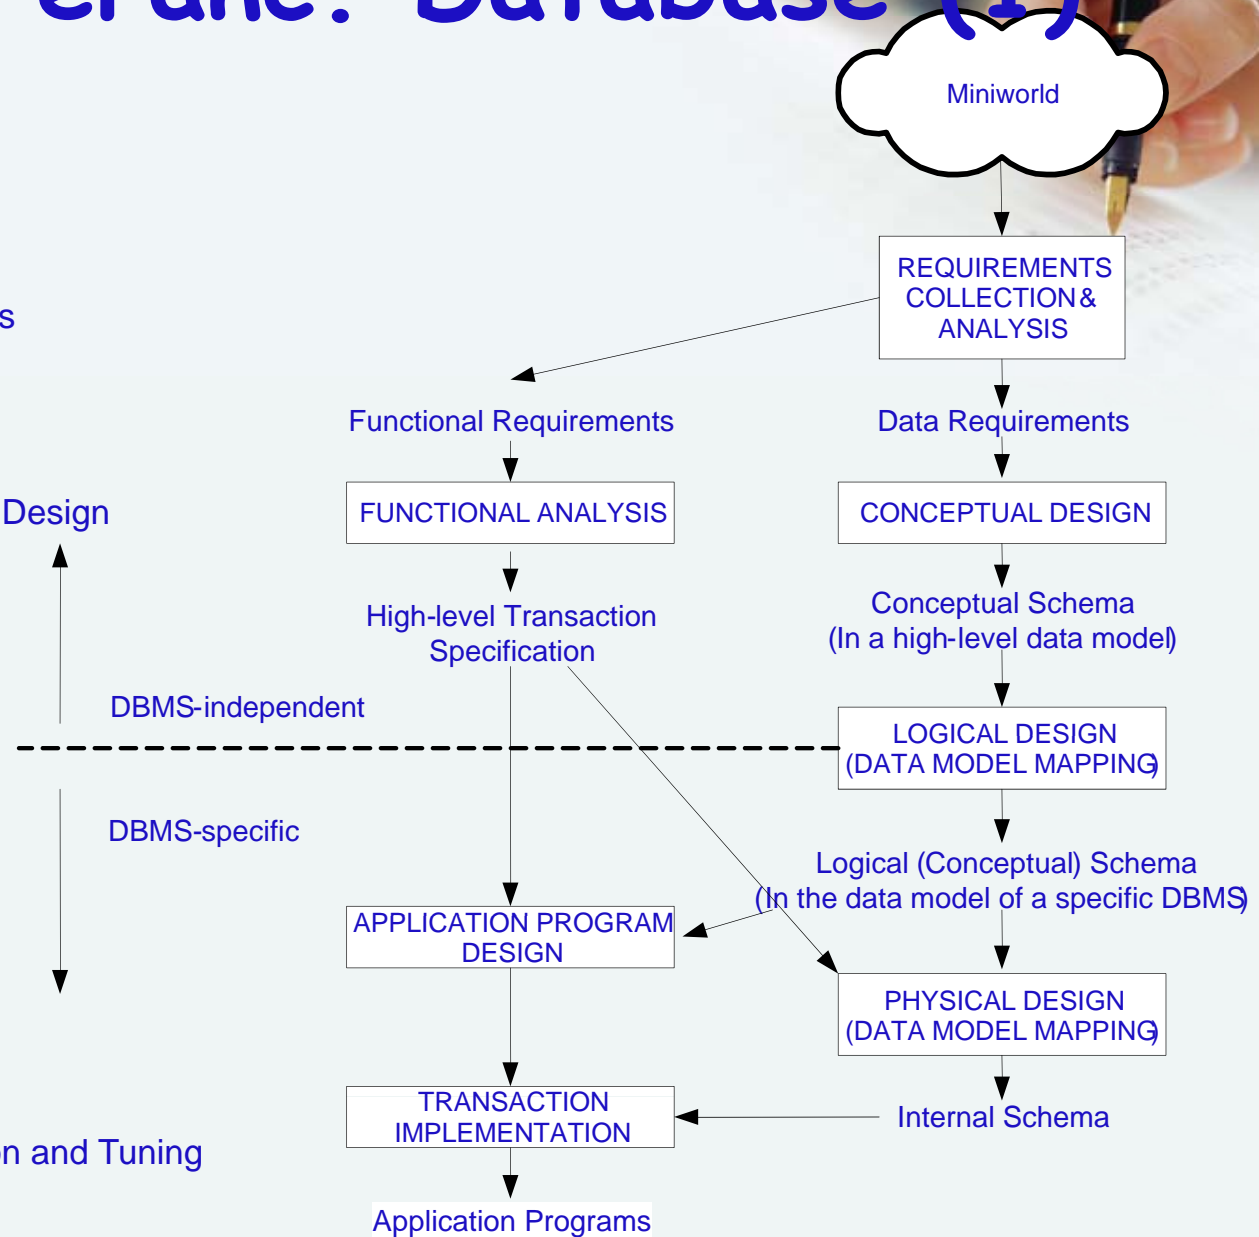 Database (1)
Miniworld
REQUIREMENTS
COLLECTION &
ANALYSIS
s
Functional Requirements
Data Requirements
Design
FUNCTIONAL ANALYSIS
CONCEPTUAL DESIGN
High-level Transaction
Specification
Conceptual Schema
(In a high-level data model)
DBMS-independent
LOGICAL DESIGN
(DATA MODEL MAPPING)
DBMS-specific
Logical (Conceptual) Schema
(In the data model of a specific DBMS)
APPLICATION PROGRAM
DESIGN
PHYSICAL DESIGN
(DATA MODEL MAPPING)
TRANSACTION
IMPLEMENTATION
Internal Schema
on and Tuning
Application Programs